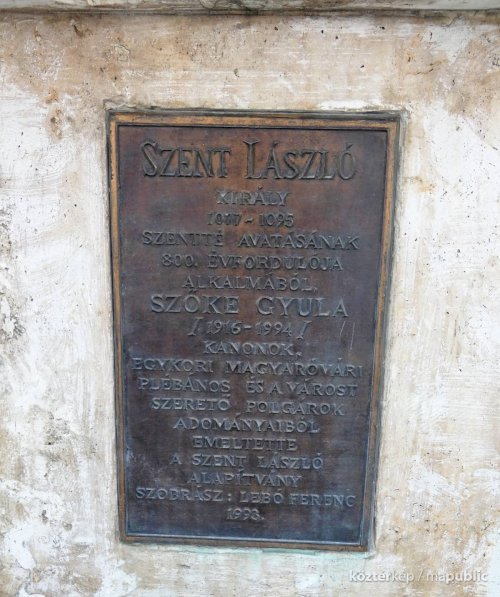 SZENT LÁSZLÓ
KIRÁLY
1077-1095
SZENTTÉ AVATÁSÁNAK
800. ÉVFORDULÓJA
ALKALMÁBÓL,
SZŐKE GYULA
/1916-1994/
KANONOK,
EGYKORI MAGYARÓVÁRI
PLÉBÁNOS ÉS A VÁROST
SZERETŐ POLGÁROK
ADOMÁNYAIBÓL
EMELTETTE
A SZENT LÁSZLÓ
ALAPÍTVÁNY
SZOBRÁSZ: LEBÓ FERENC
1993.
köztérkép / mapublic